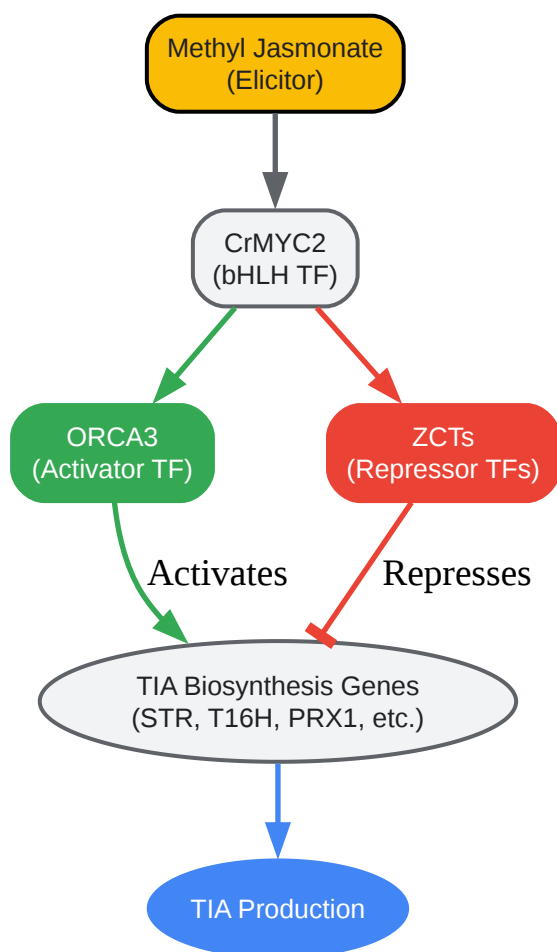 Methyl Jasmonate
(Elicitor)
CrMYC2
(bHLH TF)
ORCA3
(Activator TF)
ZCTs
(Repressor TFs)
Activates
Represses
TIA Biosynthesis Genes
(STR, T16H, PRX1, etc.)
TIA Production